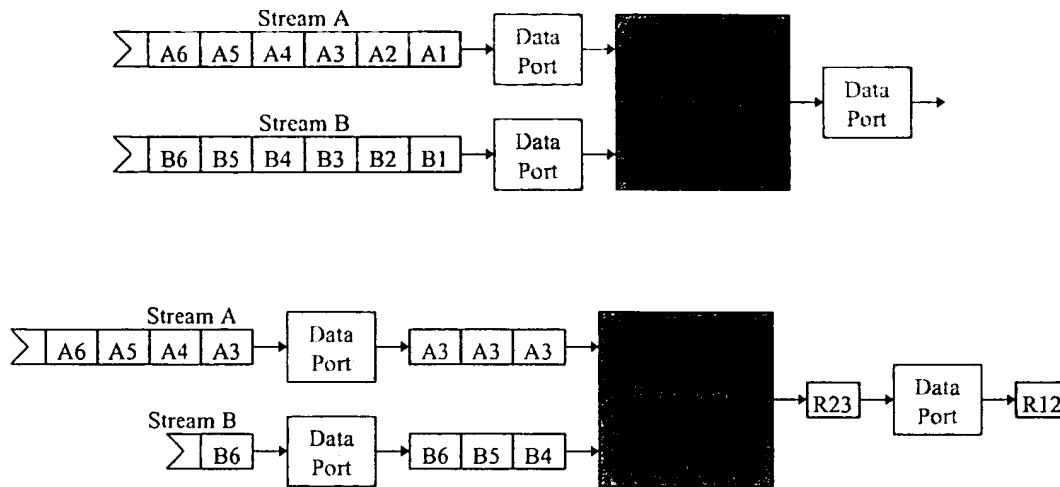 Stream A
A6 A5 A4 A3 A2 A1
Data
Port
Data
Port
Stream B
B6 B5 B4 B3 B2 B1
Data
Port
Stream A
A6 A5 A4 A3
Data
Port
A3 A3 A3
R23
Data
Port
R12
Stream B
B6
Data
Port
B6 B5 B4